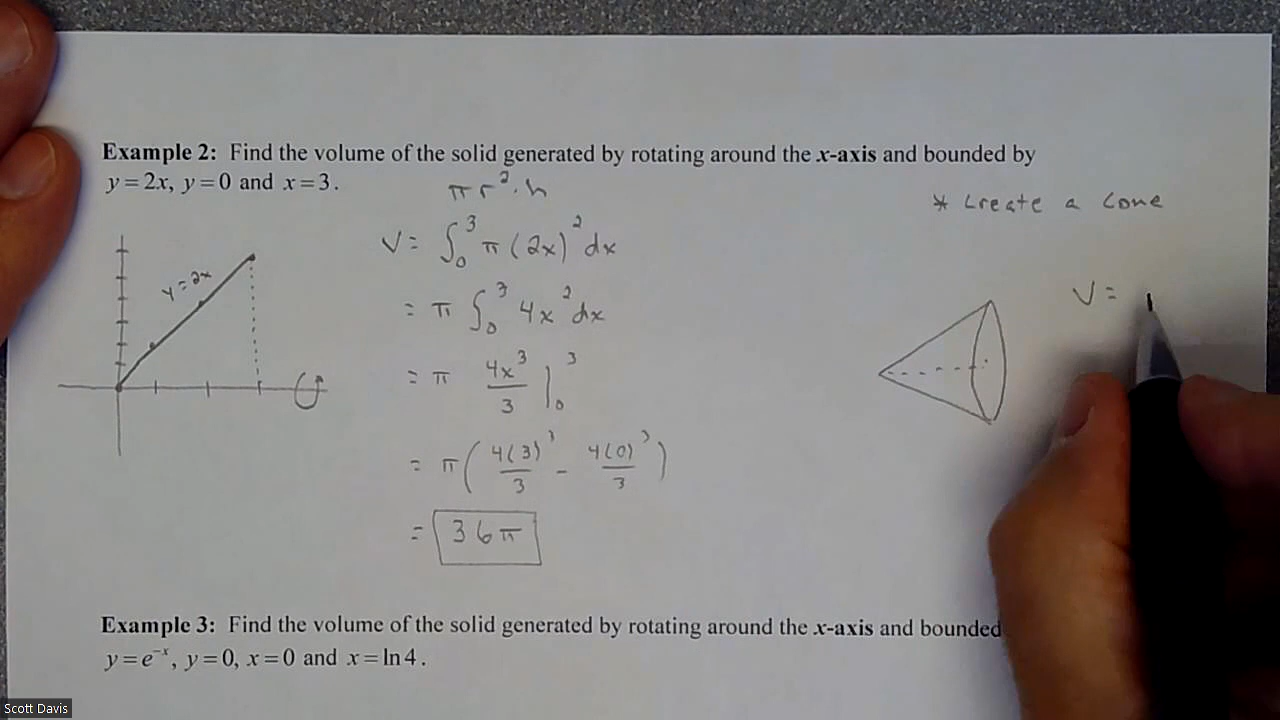 Example 2: Find the volume of the solid generated by rotating around the x-axis and bounded by
y = 2x, y = 0 and x = 3.
π r² · h
* Create a cone
V = ∫₀³ π (2x)² dx
y = 2x
V =
= π ∫₀³ 4x² dx
= π 4x³/3 |₀³
= π ( 4(3)³/3 - 4(0)³/3 )
= 36π
Example 3: Find the volume of the solid generated by rotating around the x-axis and bounded
y = e⁻ˣ, y = 0, x = 0 and x = ln 4.
Scott Davis